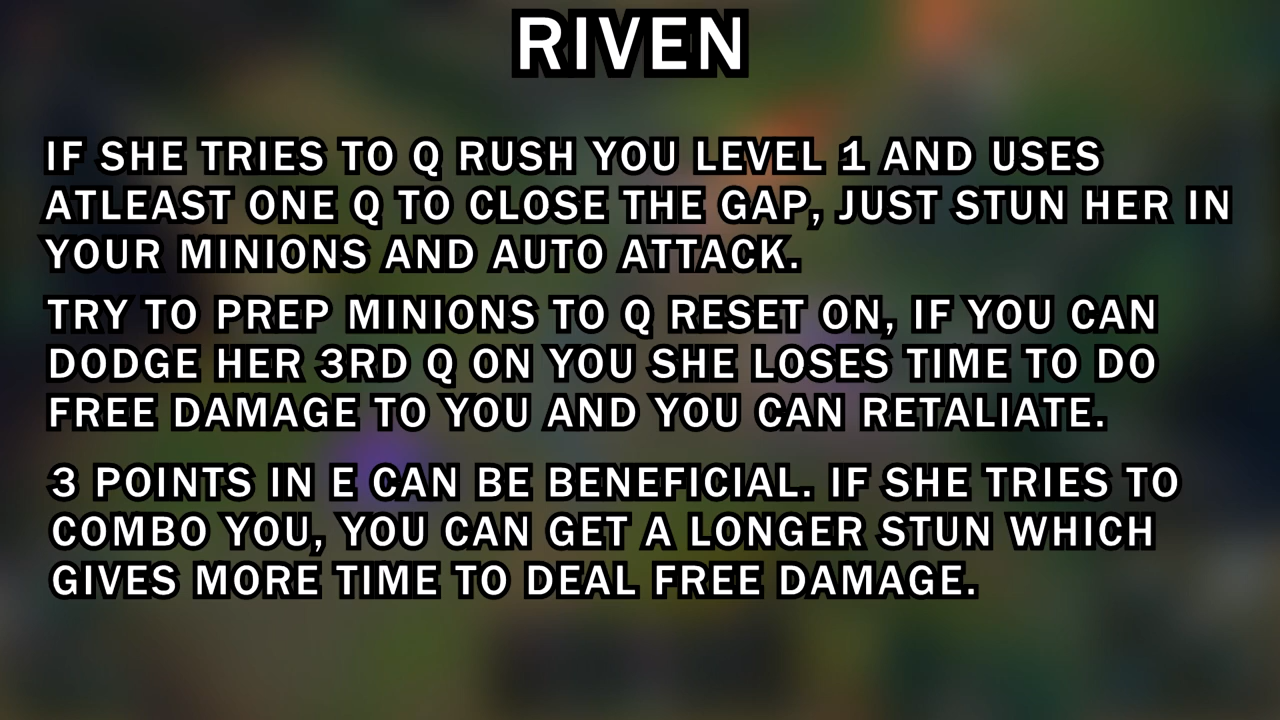 RIVEN
IF SHE TRIES TO Q RUSH YOU LEVEL 1 AND USES
ATLEAST ONE Q TO CLOSE THE GAP, JUST STUN HER IN
YOUR MINIONS AND AUTO ATTACK.
TRY TO PREP MINIONS TO Q RESET ON, IF YOU CAN
DODGE HER 3RD Q ON YOU SHE LOSES TIME TO DO
FREE DAMAGE TO YOU AND YOU CAN RETALIATE.
3 POINTS IN E CAN BE BENEFICIAL. IF SHE TRIES TO
COMBO YOU, YOU CAN GET A LONGER STUN WHICH
GIVES MORE TIME TO DEAL FREE DAMAGE.